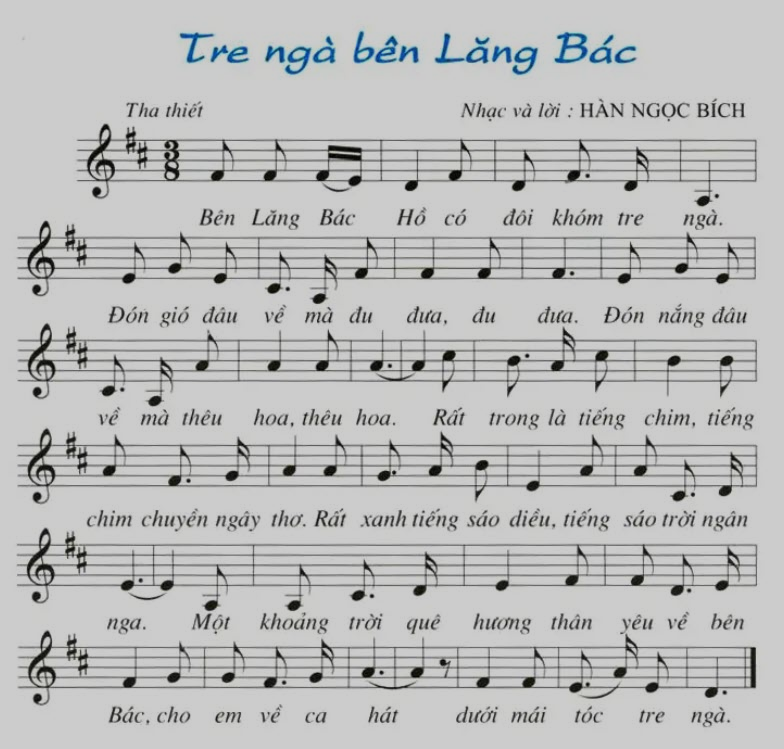 Tre ngà bên Lăng Bác
Tha thiết
Nhạc và lời : HÀN NGỌC BÍCH
3
8
Bên Lăng Bác Hồ có đôi khóm tre ngà.
Đón gió đâu về mà đu đưa, đu đưa. Đón nắng đâu
về mà thêu hoa, thêu hoa. Rất trong là tiếng chim, tiếng
chim chuyền ngây thơ. Rất xanh tiếng sáo diều, tiếng sáo trời ngân
nga. Một khoảng trời quê hương thân yêu về bên
Bác, cho em về ca hát dưới mái tóc tre ngà.